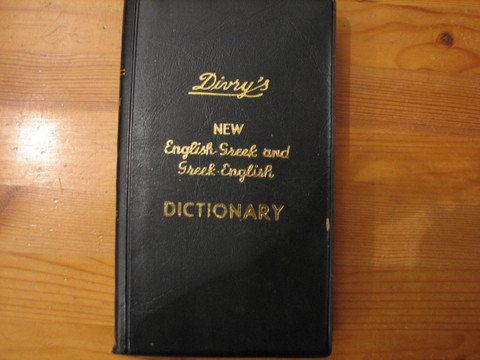 Divry's
NEW
English-Greek and
Greek-English
DICTIONARY